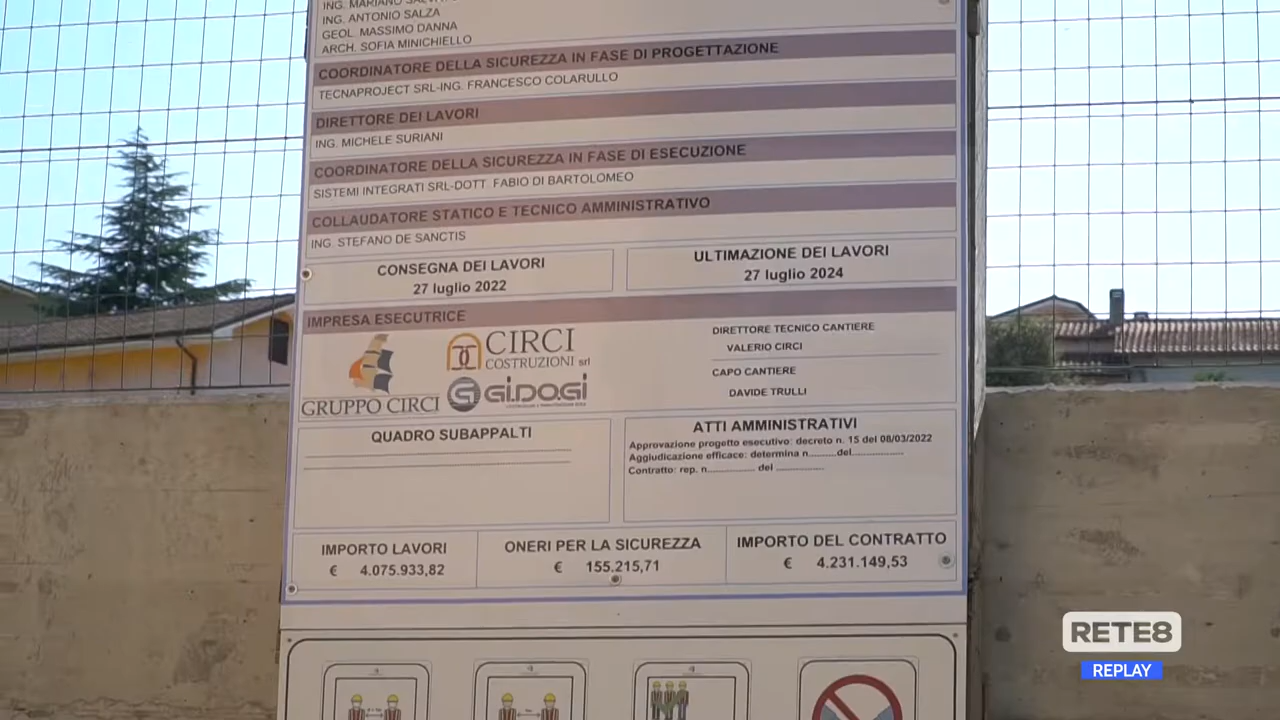 ING. MARIANO
ING. ANTONIO SALZA
GEOL. MASSIMO DANNA
ARCH. SOFIA MINICHIELLO
COORDINATORE DELLA SICUREZZA IN FASE DI PROGETTAZIONE
TECNAPROJECT SRL-ING. FRANCESCO COLARULLO
DIRETTORE DEI LAVORI
ING. MICHELE SURIANI
COORDINATORE DELLA SICUREZZA IN FASE DI ESECUZIONE
SISTEMI INTEGRATI SRL-DOTT. FABIO DI BARTOLOMEO
COLLAUDATORE STATICO E TECNICO AMMINISTRATIVO
ING. STEFANO DE SANCTIS
CONSEGNA DEI LAVORI
27 luglio 2022
ULTIMAZIONE DEI LAVORI
27 luglio 2024
IMPRESA ESECUTRICE
GRUPPO CIRCI
CIRCI
COSTRUZIONI srl
GI.DO.GI
DIRETTORE TECNICO CANTIERE
VALERIO CIRCI
CAPO CANTIERE
DAVIDE TRULLI
QUADRO SUBAPPALTI
ATTI AMMINISTRATIVI
Approvazione progetto esecutivo: decreto n. 15 del 08/03/2022
Aggiudicazione efficace: determina n.........del................
Contratto: rep. n............... del ...............
IMPORTO LAVORI
€ 4.075.933,82
ONERI PER LA SICUREZZA
€ 155.215,71
IMPORTO DEL CONTRATTO
€ 4.231.149,53
RETE8
REPLAY